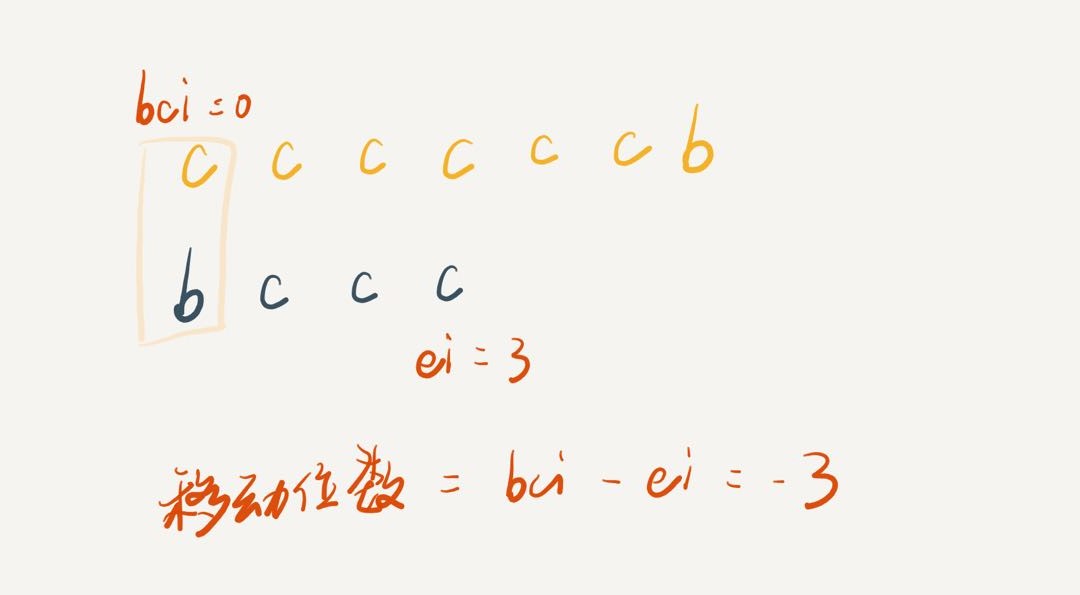 bci = 0
c c c c c c b
b c c c
ei = 3
移动位数 = bci - ei = -3